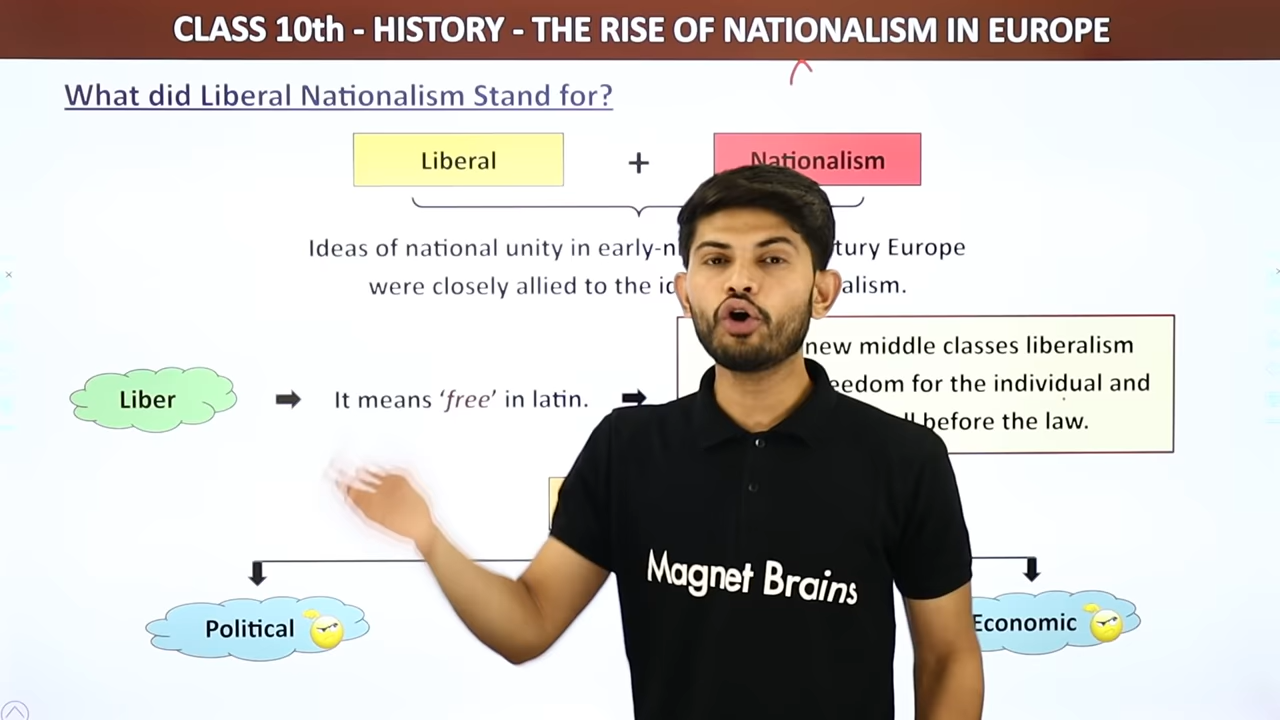 CLASS 10th - HISTORY - THE RISE OF NATIONALISM IN EUROPE
What did Liberal Nationalism Stand for?
Liberal + Nationalism
Ideas of national unity in early-n tury Europe
were closely allied to the alism.
new middle classes liberalism
eedom for the individual and
before the law.
Liber It means ‘free’ in latin.
Political
Economic
Magnet Brains